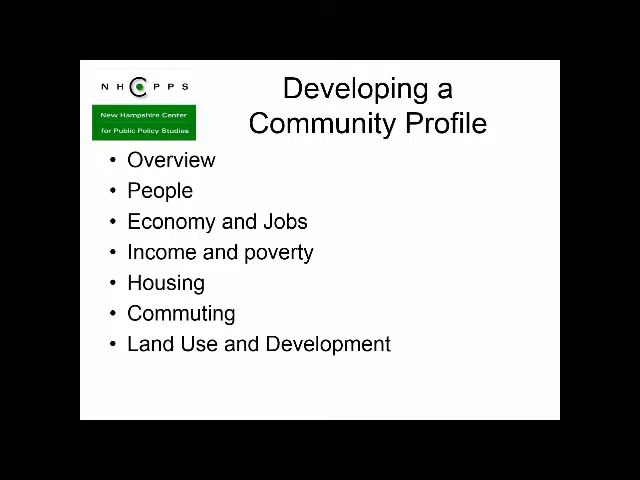 NHCPPS
New Hampshire Center
for Public Policy Studies
Developing a
Community Profile
• Overview
• People
• Economy and Jobs
• Income and poverty
• Housing
• Commuting
• Land Use and Development